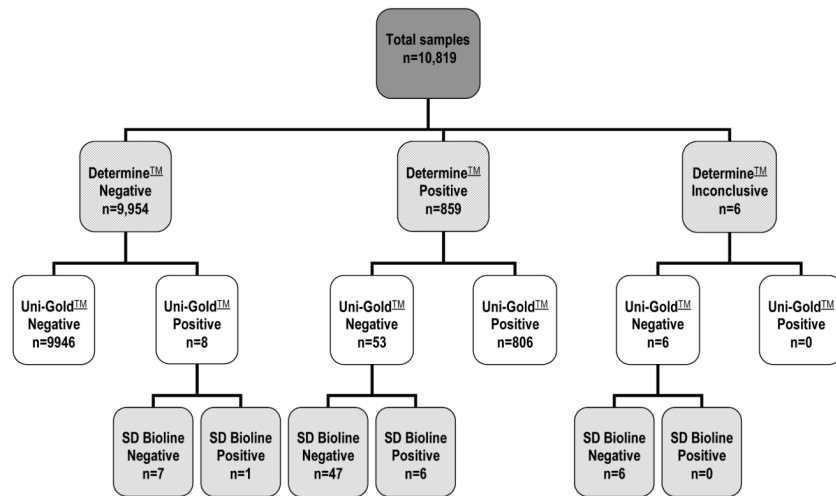 Total samples
n=10,819
Determine™
Negative
n=9,954
Determine™
Positive
n=859
Determine™
Inconclusive
n=6
Uni-Gold™
Negative
n=9946
Uni-Gold™
Positive
n=8
Uni-Gold™
Negative
n=53
Uni-Gold™
Positive
n=806
Uni-Gold™
Negative
n=6
Uni-Gold™
Positive
n=0
SD Bioline
Negative
n=7
SD Bioline
Positive
n=1
SD Bioline
Negative
n=47
SD Bioline
Positive
n=6
SD Bioline
Negative
n=6
SD Bioline
Positive
n=0